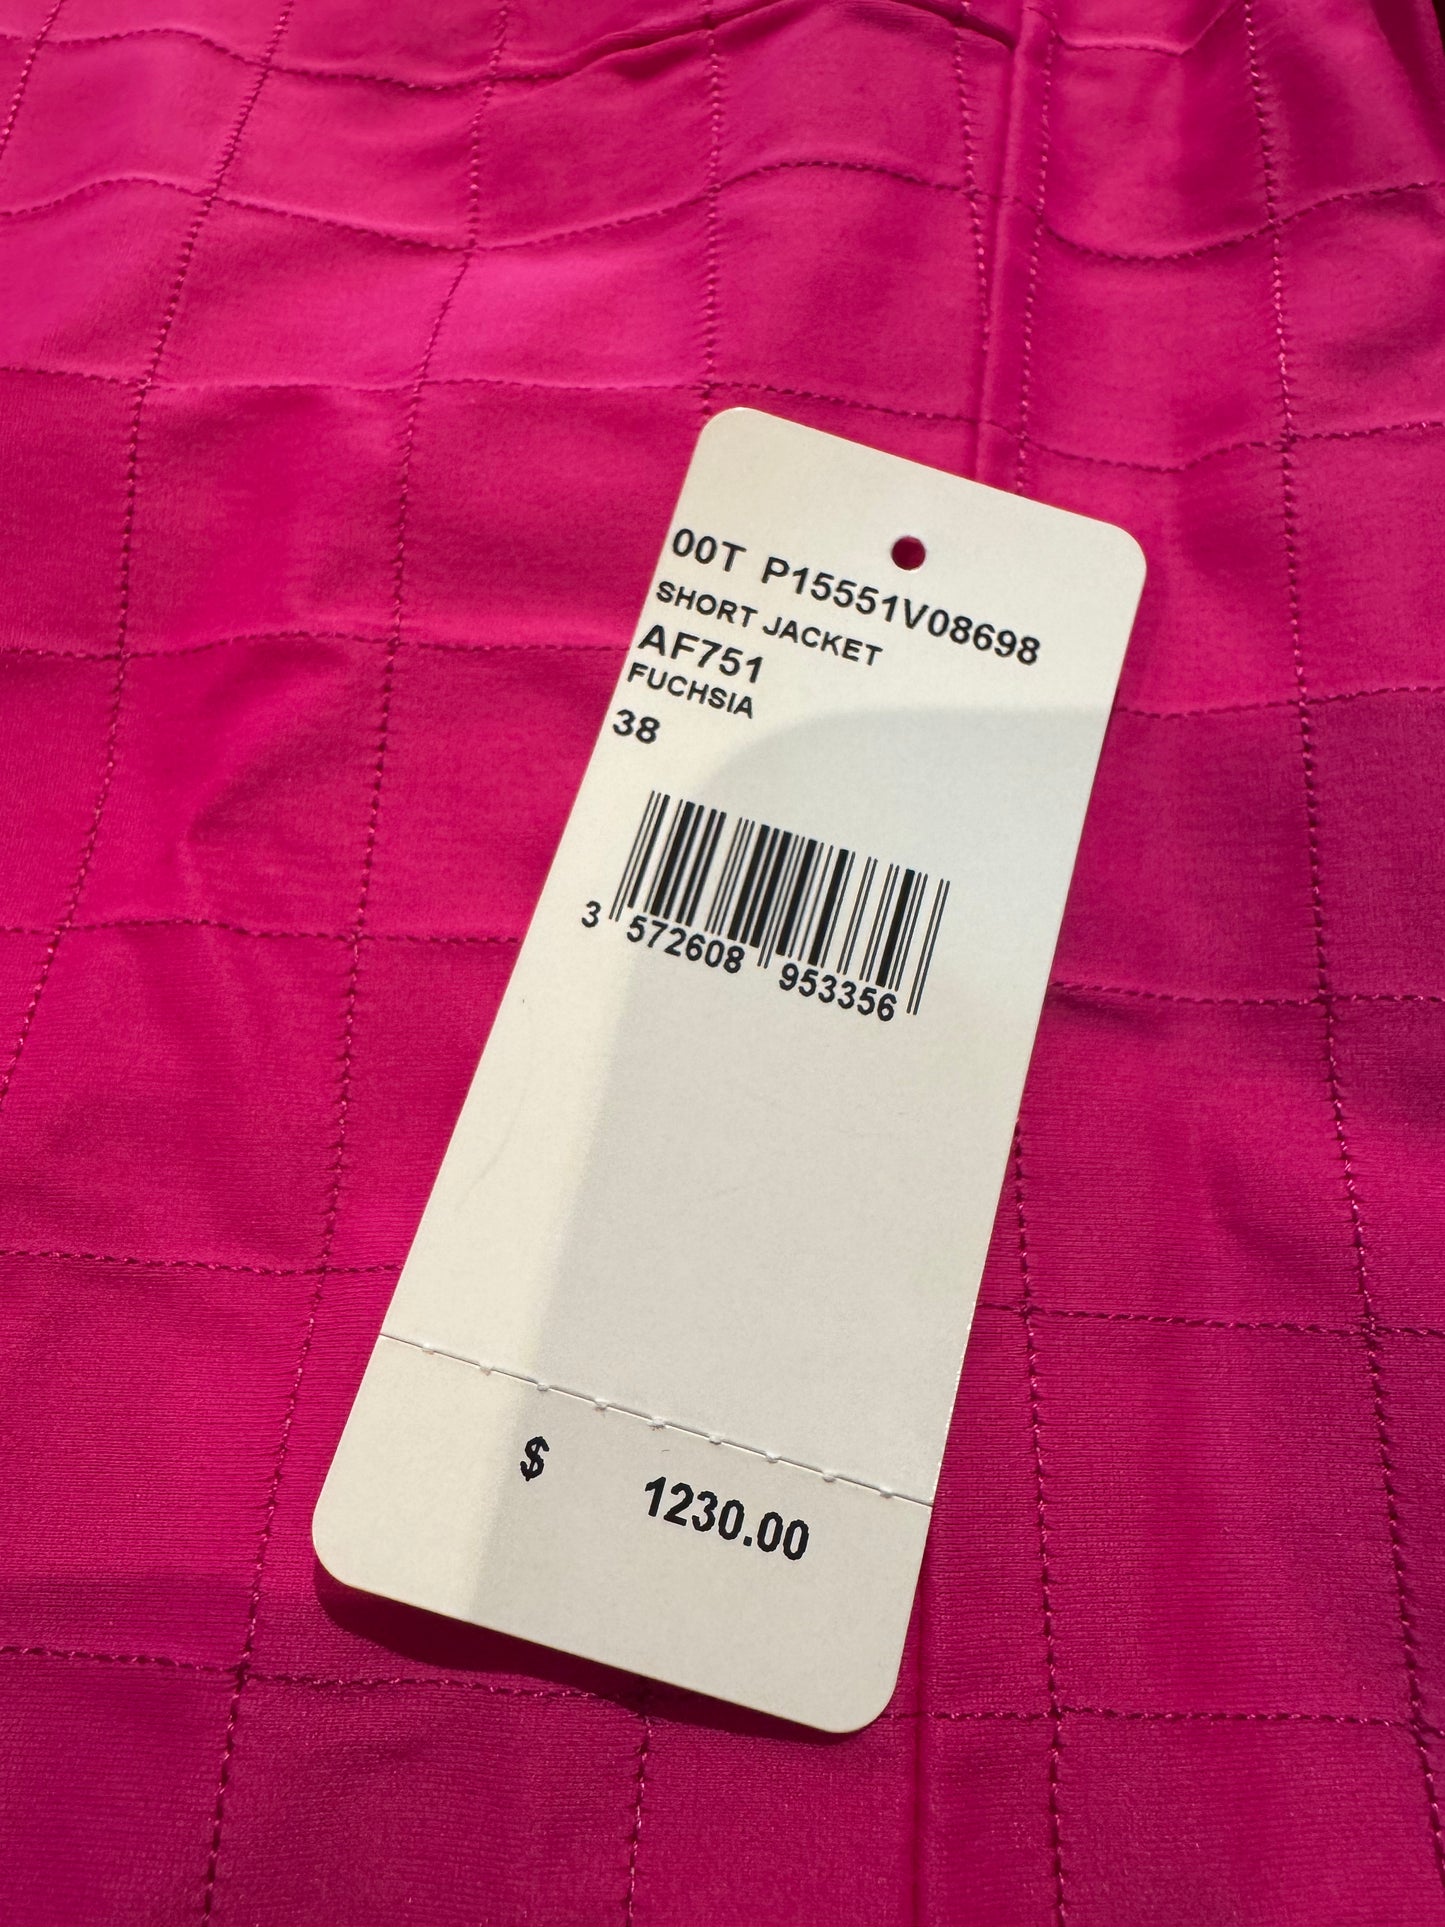 00T P15551V08698
SHORT JACKET
AF751
FUCHSIA
38
3 572608 953356
$ 1230.00